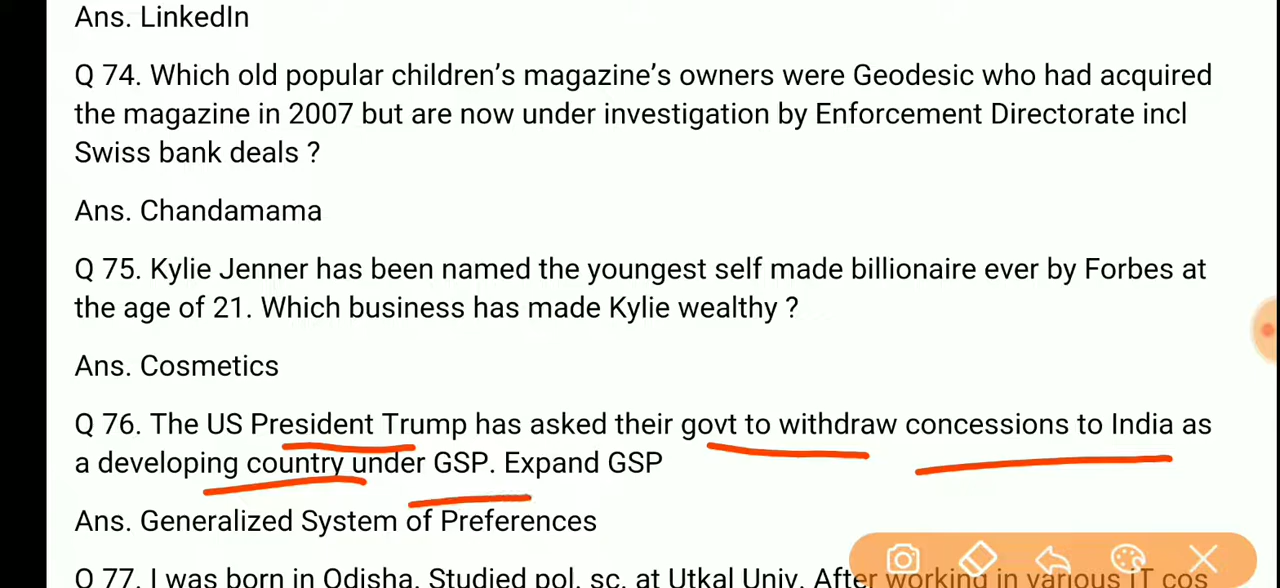 Ans. LinkedIn
Q 74. Which old popular children’s magazine’s owners were Geodesic who had acquired
the magazine in 2007 but are now under investigation by Enforcement Directorate incl
Swiss bank deals ?
Ans. Chandamama
Q 75. Kylie Jenner has been named the youngest self made billionaire ever by Forbes at
the age of 21. Which business has made Kylie wealthy ?
Ans. Cosmetics
Q 76. The US President Trump has asked their govt to withdraw concessions to India as
a developing country under GSP. Expand GSP
Ans. Generalized System of Preferences
Q 77. I was born in Odisha. Studied pol. sc. at Utkal Univ. After working in various IT cos